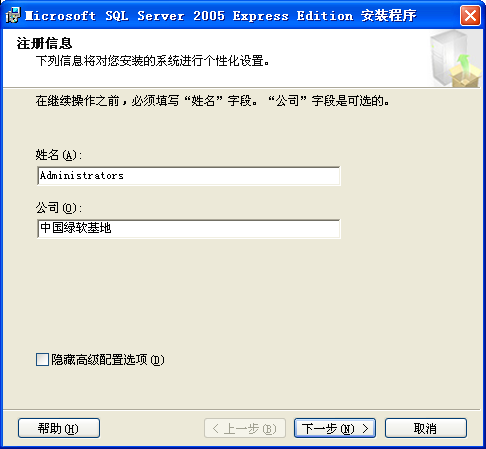 Microsoft SQL Server 2005 Express Edition 安装程序
注册信息
下列信息将对您安装的系统进行个性化设置。
在继续操作之前，必须填写“姓名”字段。“公司”字段是可选的。
姓名(A):
Administrators
公司(O):
中国绿软基地
隐藏高级配置选项(D)
帮助(H) < 上一步(B) 下一步(N) > 取消